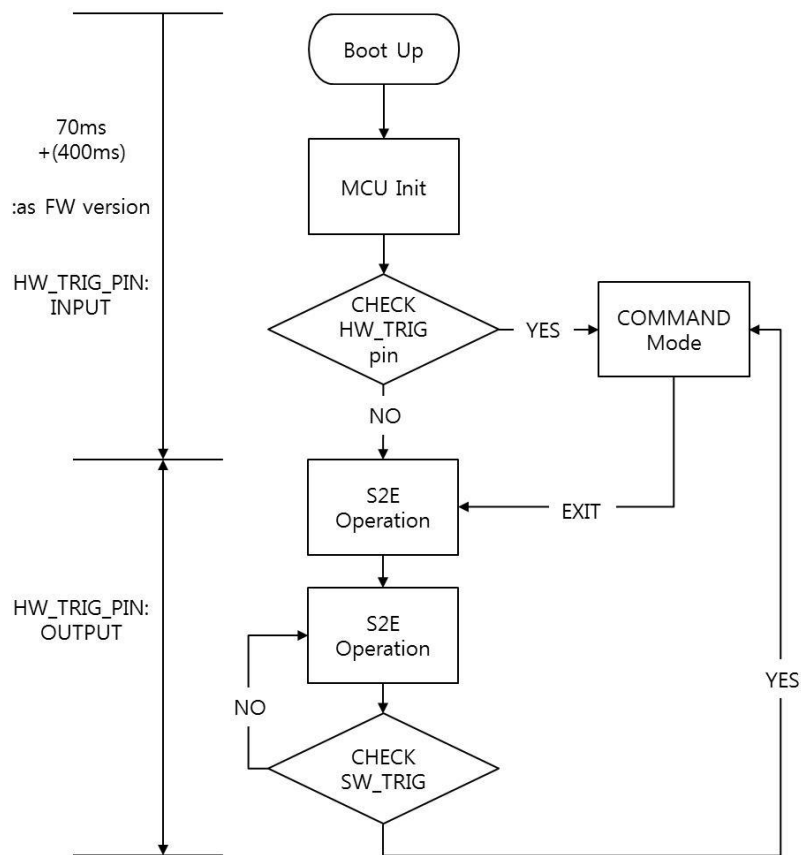 Boot Up
70ms
+(400ms)
:as FW version
HW_TRIG_PIN:
INPUT
MCU Init
CHECK
HW_TRIG
pin
YES
COMMAND
Mode
NO
S2E
Operation
EXIT
HW_TRIG_PIN:
OUTPUT
S2E
Operation
NO
YES
CHECK
SW_TRIG